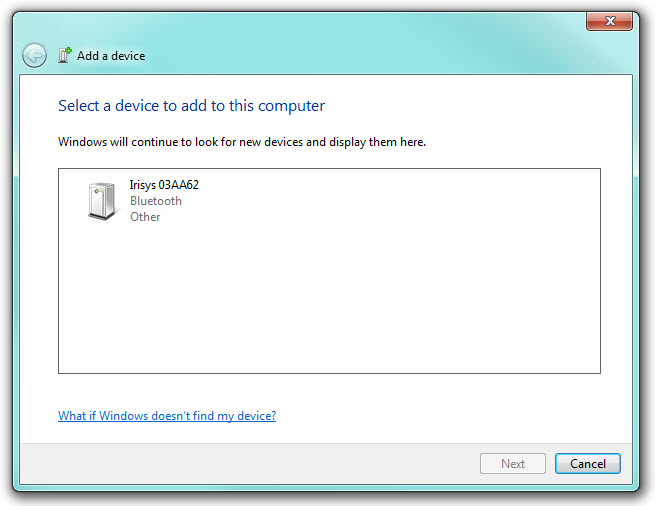 Add a device
Select a device to add to this computer
Windows will continue to look for new devices and display them here.
Irisys 03AA62
Bluetooth
Other
What if Windows doesn't find my device?
Next
Cancel